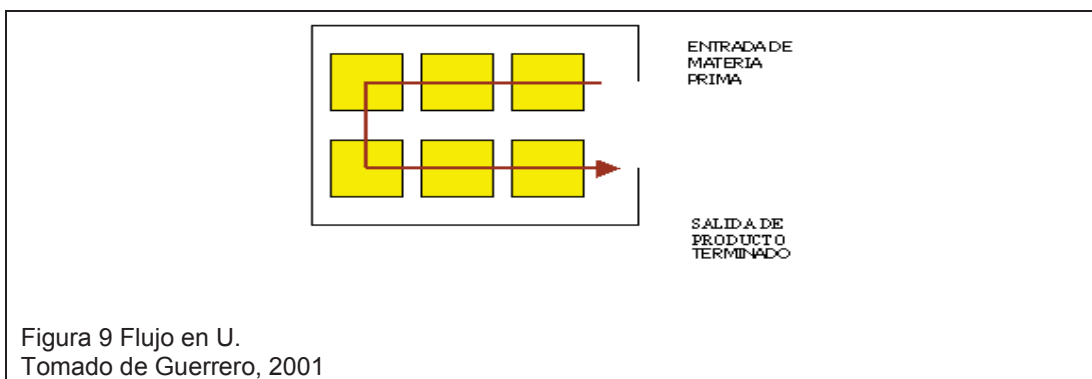 ENTRADA DE
MATERIA
PRIMA
SALIDA DE
PRODUCTO
TERMINADO
Figura 9 Flujo en U.
Tomado de Guerrero, 2001